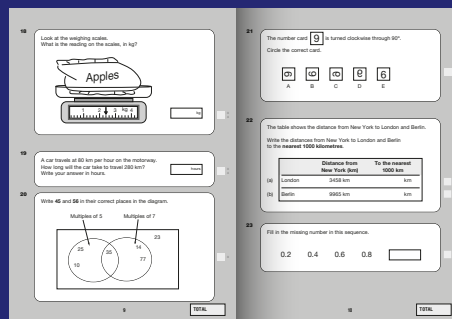 18
Look at the weighing scales.
What is the reading on the scales, in kg?
Apples
1 2 3 kg 4
kg
19
A car travels at 80 km per hour on the motorway.
How long will the car take to travel 280 km?
Write your answer in hours.
hours
20
Write 45 and 56 in their correct places in the diagram.
Multiples of 5 Multiples of 7
23
25 14
35
10 77
9
TOTAL
21
The number card 9 is turned clockwise through 90°.
Circle the correct card.
A B C D E
22
The table shows the distance from New York to London and Berlin.
Write the distances from New York to London and Berlin
to the nearest 1000 kilometres.
Distance from To the nearest
New York (km) 1000 km
(a) London 3458 km km
(b) Berlin 9965 km km
23
Fill in the missing number in this sequence.
0.2 0.4 0.6 0.8
10
TOTAL